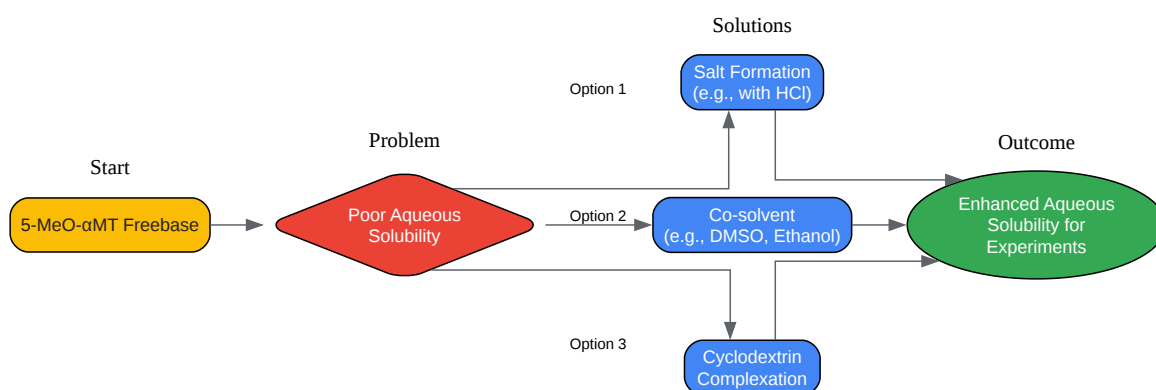 Start
5-MeO-αMT Freebase
Problem
Poor Aqueous
Solubility
Solutions
Option 1
Salt Formation
(e.g., with HCl)
Option 2
Co-solvent
(e.g., DMSO, Ethanol)
Option 3
Cyclodextrin
Complexation
Outcome
Enhanced Aqueous
Solubility for
Experiments